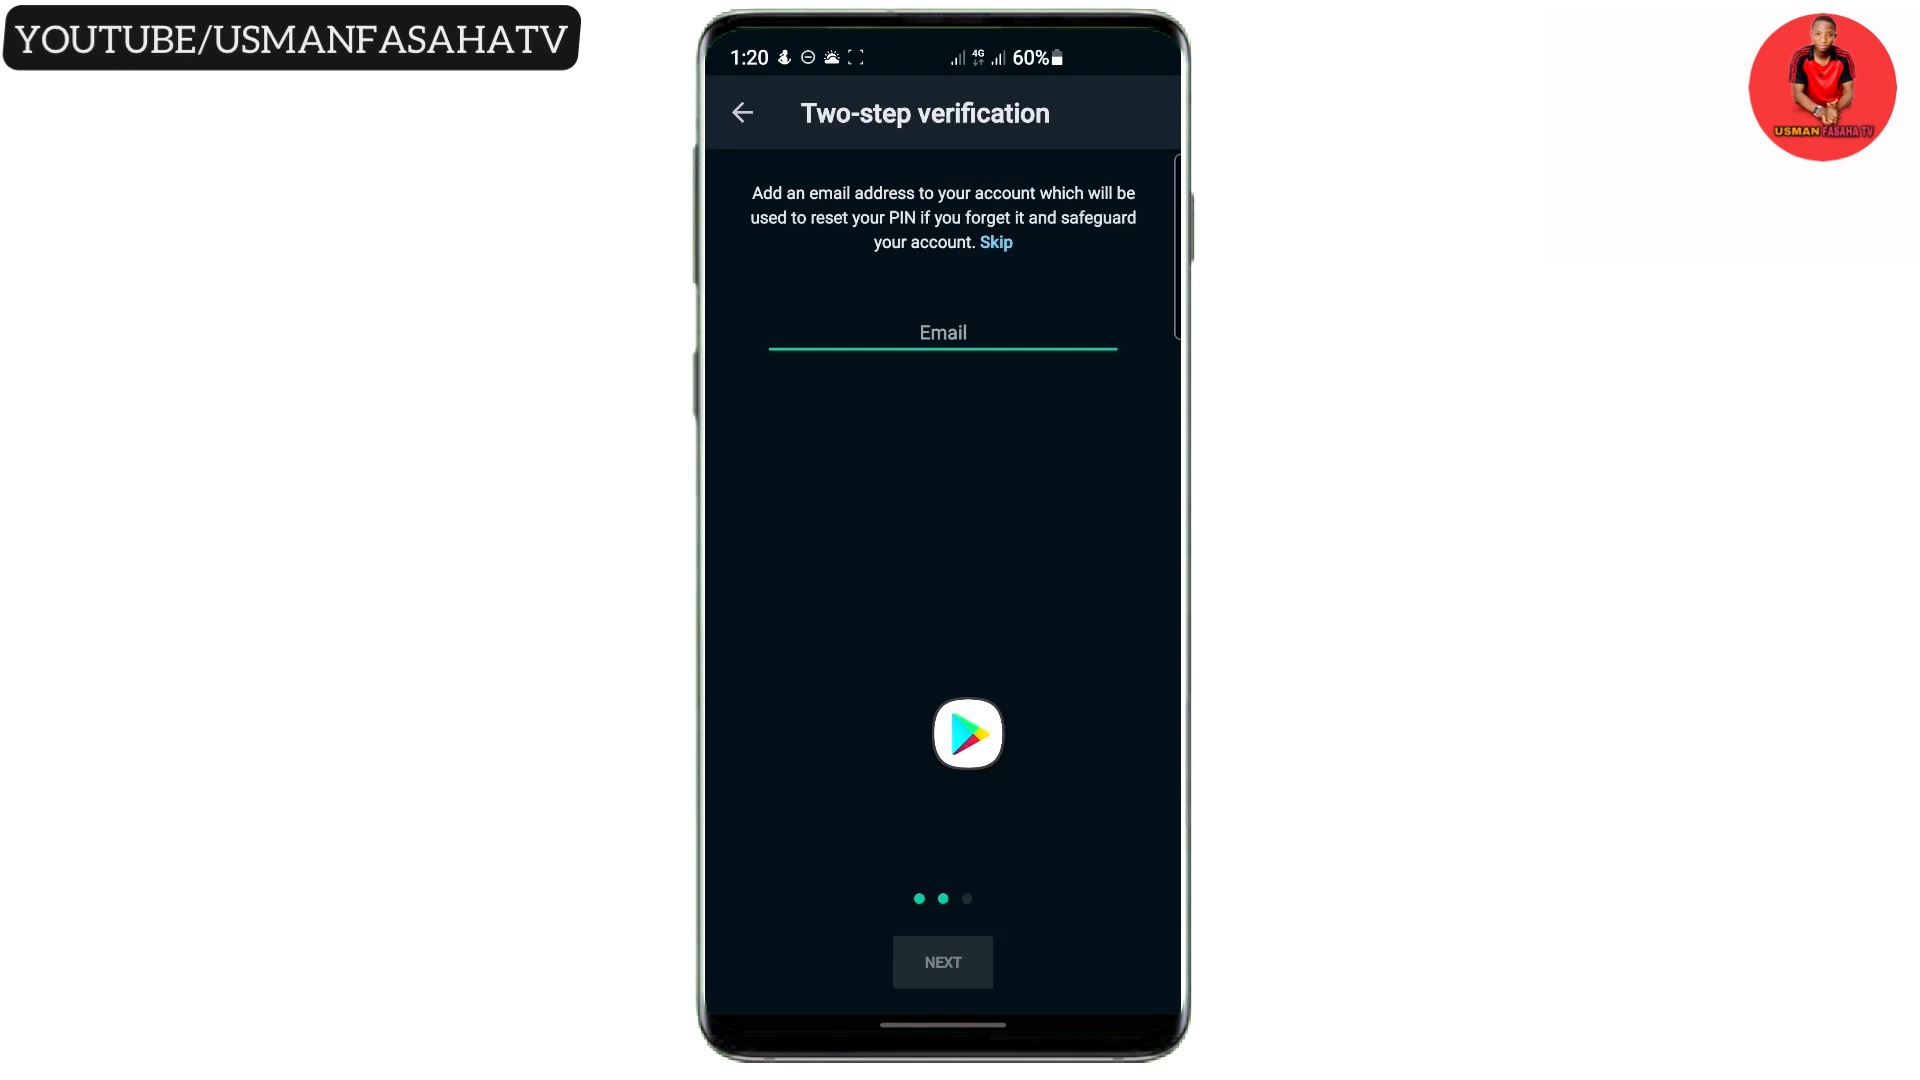 YOUTUBE/USMANFASAHATV
USMAN FASAHA TV
1:20
4G
60%
Two-step verification
Add an email address to your account which will be
used to reset your PIN if you forget it and safeguard
your account. Skip
Email
NEXT